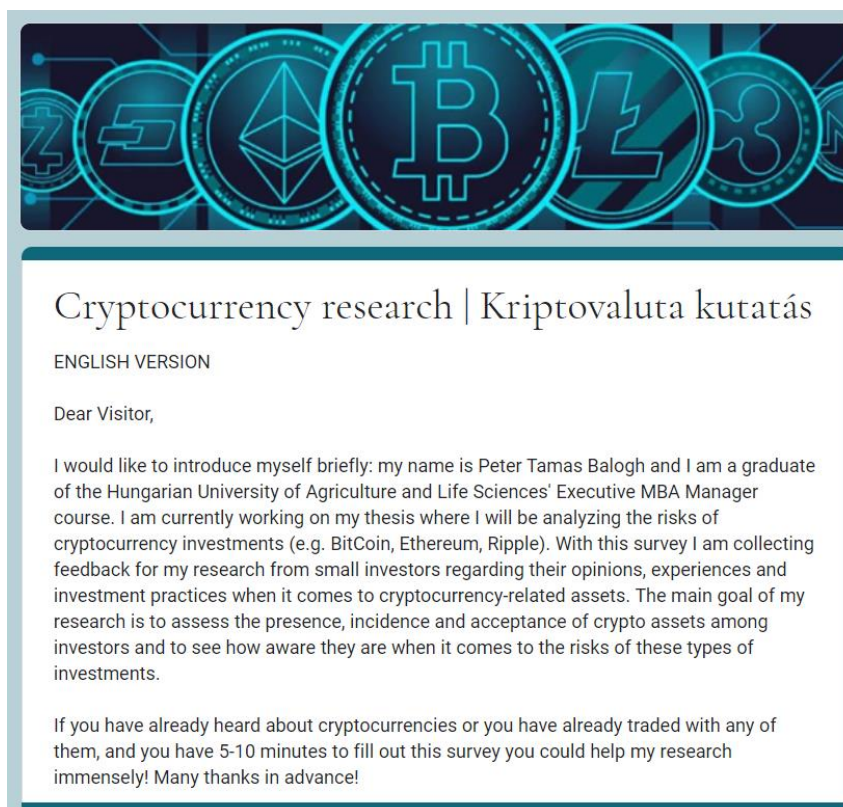 Cryptocurrency research | Kriptovaluta kutatás
ENGLISH VERSION
Dear Visitor,
I would like to introduce myself briefly: my name is Peter Tamas Balogh and I am a graduate
of the Hungarian University of Agriculture and Life Sciences' Executive MBA Manager
course. I am currently working on my thesis where I will be analyzing the risks of
cryptocurrency investments (e.g. BitCoin, Ethereum, Ripple). With this survey I am collecting
feedback for my research from small investors regarding their opinions, experiences and
investment practices when it comes to cryptocurrency-related assets. The main goal of my
research is to assess the presence, incidence and acceptance of crypto assets among
investors and to see how aware they are when it comes to the risks of these types of
investments.
If you have already heard about cryptocurrencies or you have already traded with any of
them, and you have 5-10 minutes to fill out this survey you could help my research
immensely! Many thanks in advance!